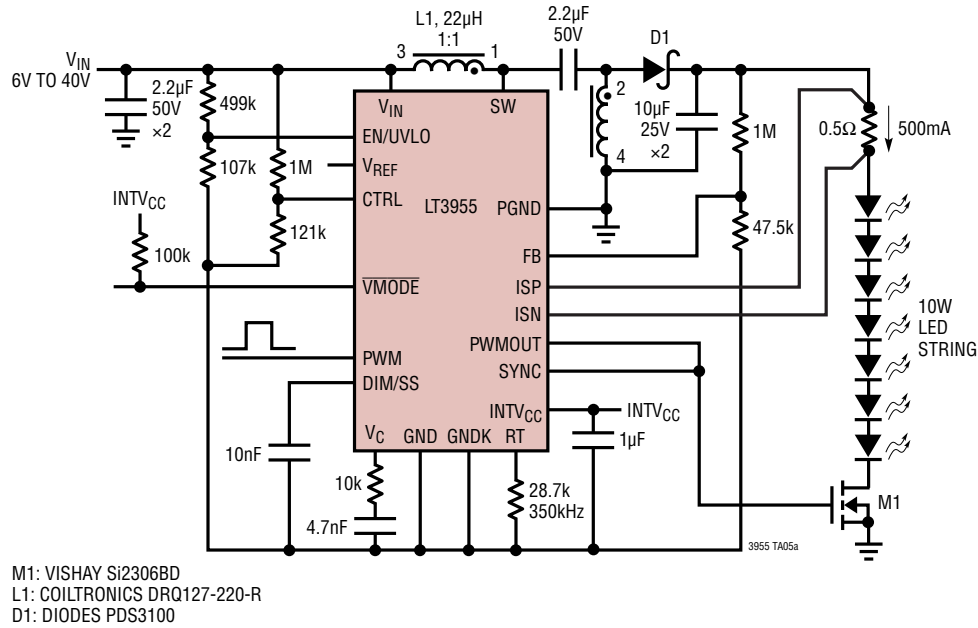 L1, 22µH
1:1
3
1
2.2µF
50V
D1
VIN
6V TO 40V
2.2µF
50V
×2
499k
107k
1M
121k
INTVCC
100k
VIN
SW
EN/UVLO
VREF
CTRL
LT3955
PGND
FB
VMODE
ISP
ISN
PWMOUT
PWM
SYNC
DIM/SS
INTVCC
VC
GND
GNDK
RT
2
4
10µF
25V
×2
1M
47.5k
0.5Ω
500mA
10W
LED
STRING
INTVCC
1µF
10nF
10k
4.7nF
28.7k
350kHz
M1
3955 TA05a
M1: VISHAY Si2306BD
L1: COILTRONICS DRQ127-220-R
D1: DIODES PDS3100